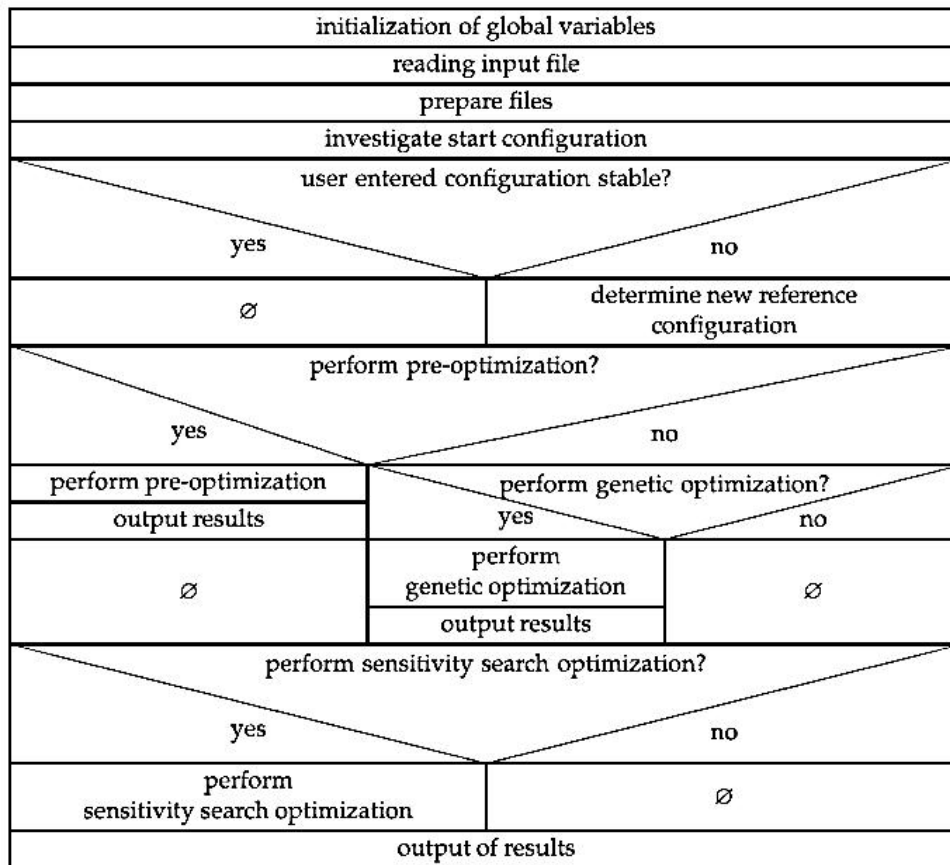 initialization of global variables
reading input file
prepare files
investigate start configuration
user entered configuration stable?
yes
no
∅
determine new reference
configuration
perform pre-optimization?
yes
no
perform pre-optimization
output results
∅
perform genetic optimization?
yes
no
perform
genetic optimization
output results
∅
perform sensitivity search optimization?
yes
no
perform
sensitivity search optimization
∅
output of results